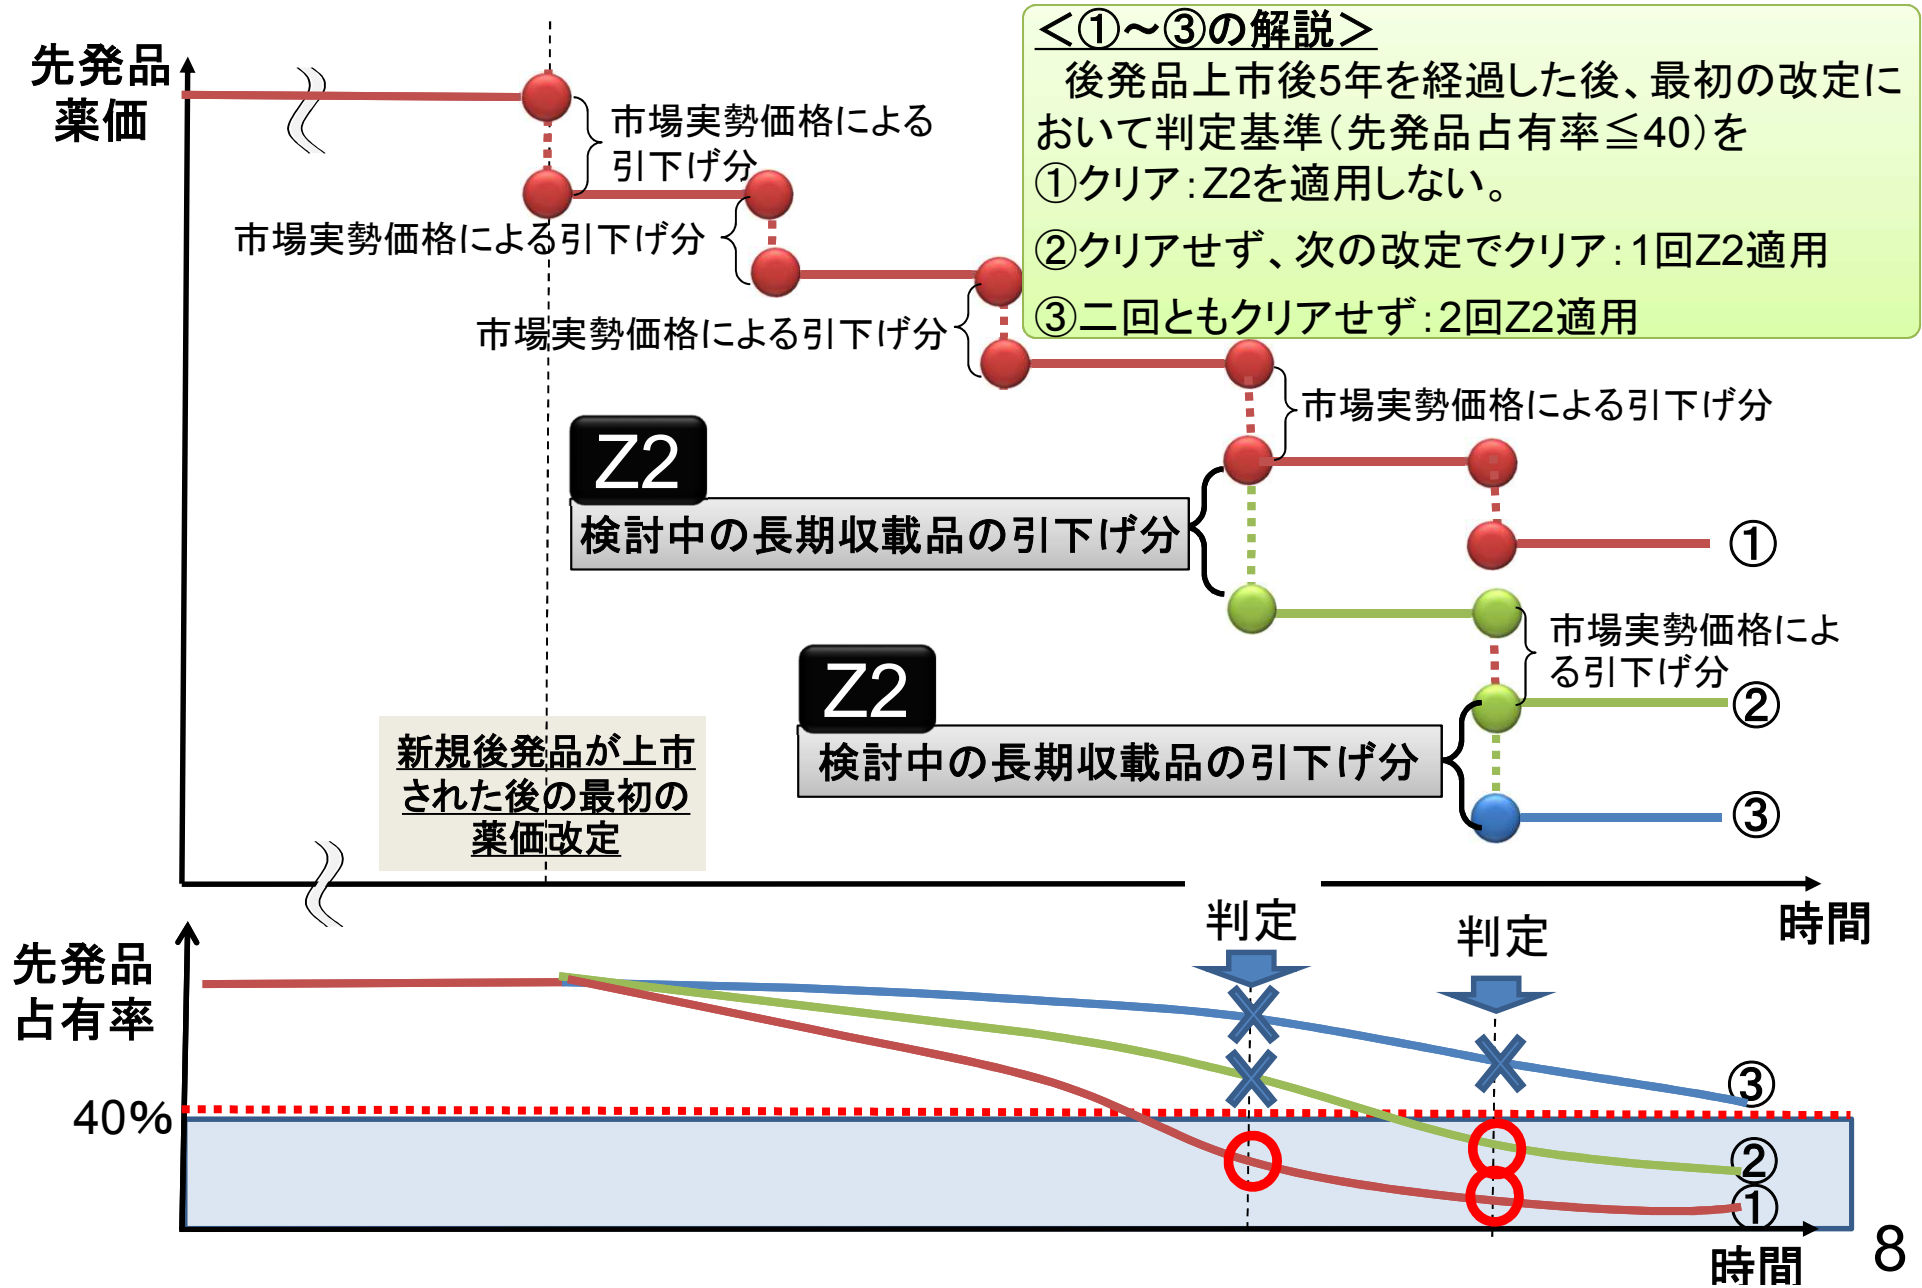 先発品
薬価
＜①～③の解説＞
後発品上市後5年を経過した後、最初の改定に
おいて判定基準（先発品占有率≦40）を
①クリア：Z2を適用しない。
②クリアせず、次の改定でクリア：1回Z2適用
③二回ともクリアせず：2回Z2適用
市場実勢価格による
引下げ分
市場実勢価格による引下げ分
市場実勢価格による引下げ分
市場実勢価格による引下げ分
Z2
検討中の長期収載品の引下げ分
①
市場実勢価格によ
る引下げ分
Z2
検討中の長期収載品の引下げ分
②
③
新規後発品が上市
された後の最初の
薬価改定
時間
判定
判定
先発品
占有率
40%
③
②
①
時間
8